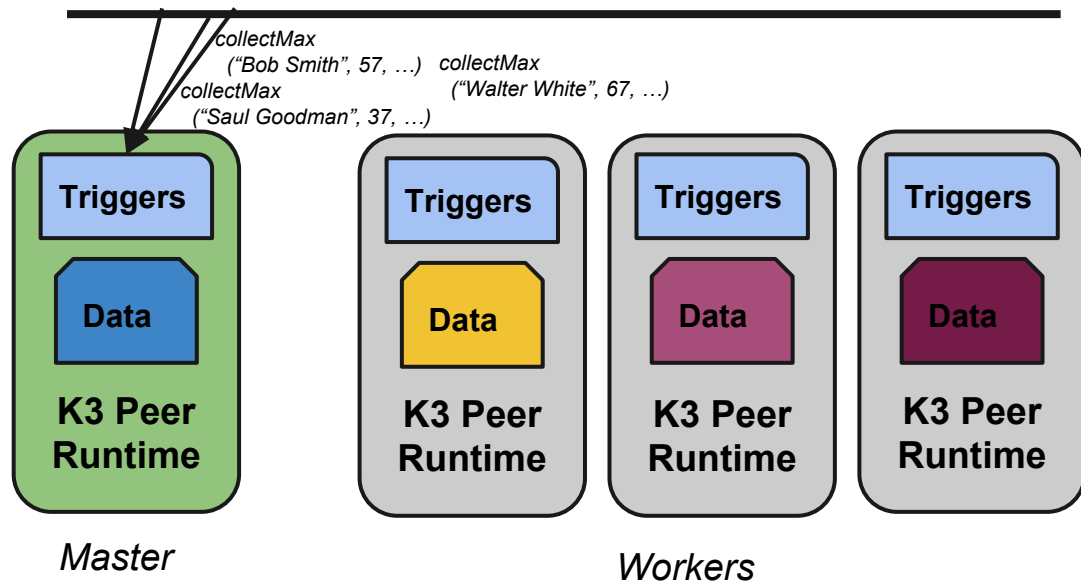 collectMax
(“Bob Smith”, 57, …)
collectMax
(“Walter White”, 67, …)
collectMax
(“Saul Goodman”, 37, …)
Triggers
Triggers
Triggers
Triggers
Data
Data
Data
Data
K3 Peer
Runtime
K3 Peer
Runtime
K3 Peer
Runtime
K3 Peer
Runtime
Master
Workers